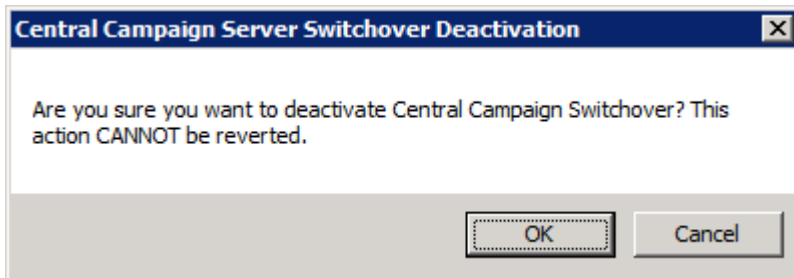 Central Campaign Server Switchover Deactivation
Are you sure you want to deactivate Central Campaign Switchover? This
action CANNOT be reverted.
OK
Cancel